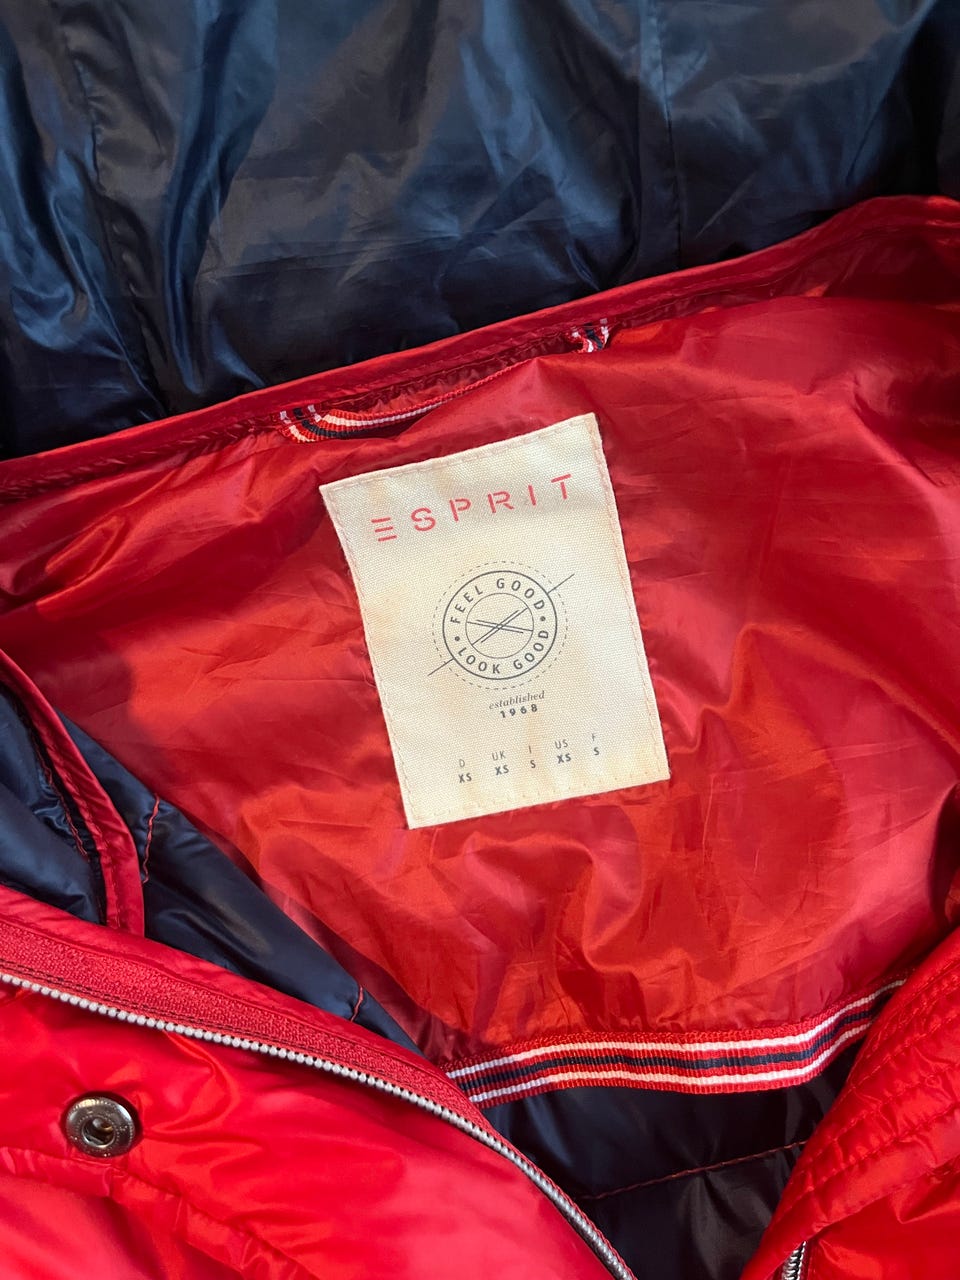 ESPRIT
FEEL GOOD
LOOK GOOD
established
1968
D UK I US F
XS XS S XS S